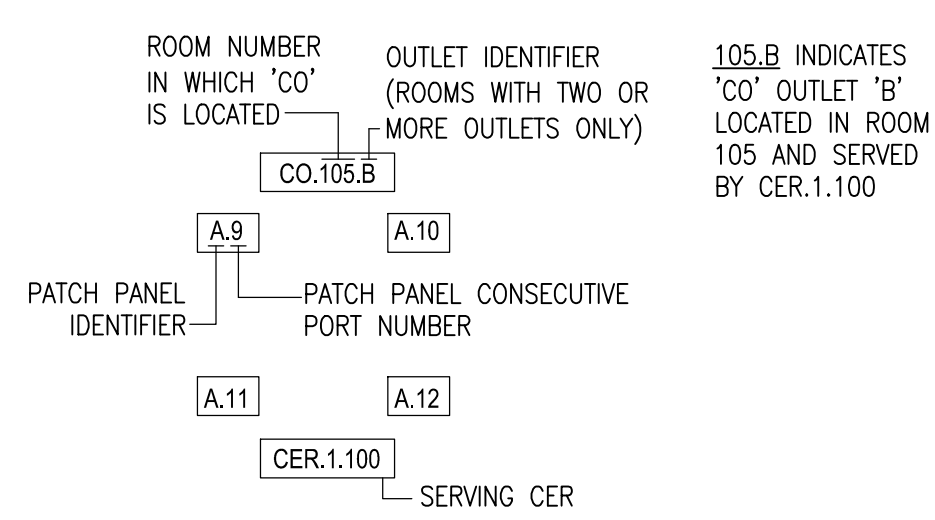 ROOM NUMBER
IN WHICH 'CO'
IS LOCATED
OUTLET IDENTIFIER
(ROOMS WITH TWO OR
MORE OUTLETS ONLY)
105.B INDICATES
'CO' OUTLET 'B'
LOCATED IN ROOM
105 AND SERVED
BY CER.1.100
CO.105.B
A.9
A.10
PATCH PANEL
IDENTIFIER
PATCH PANEL CONSECUTIVE
PORT NUMBER
A.11
A.12
CER.1.100
SERVING CER